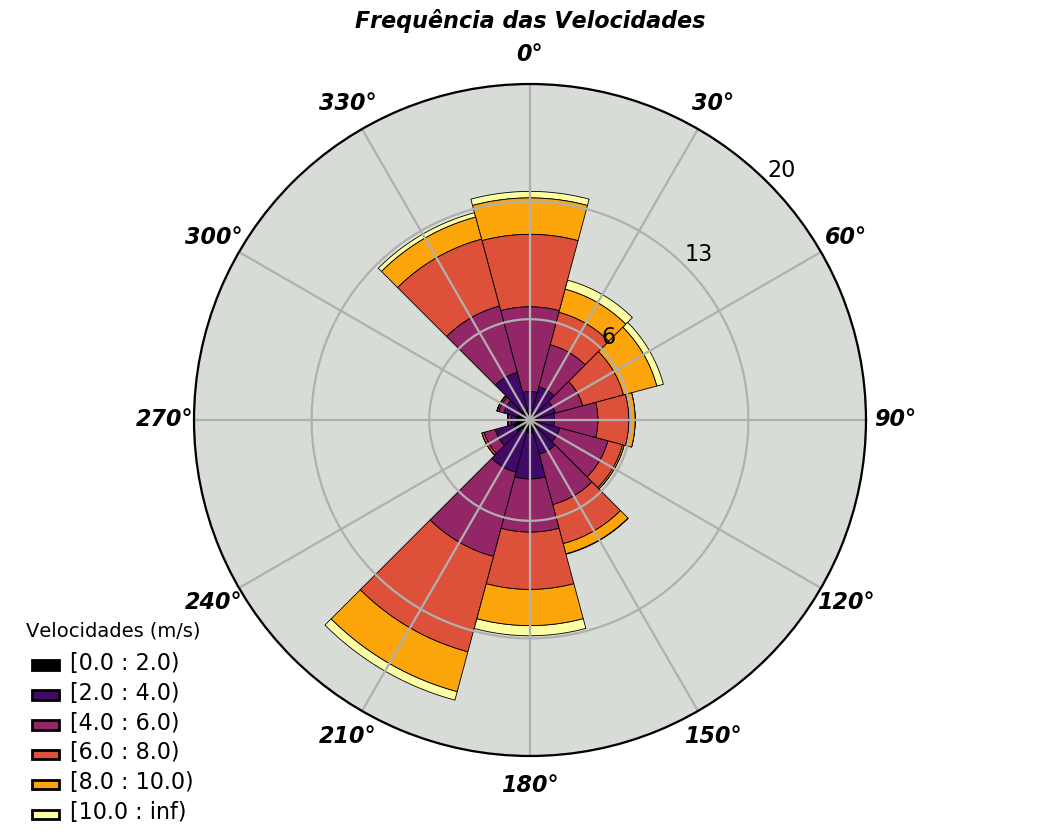 Frequência das Velocidades
0°
330°
30°
20
300°
60°
13
6
270°
90°
240°
120°
210°
150°
180°
Velocidades (m/s)
[0.0 : 2.0)
[2.0 : 4.0)
[4.0 : 6.0)
[6.0 : 8.0)
[8.0 : 10.0)
[10.0 : inf)